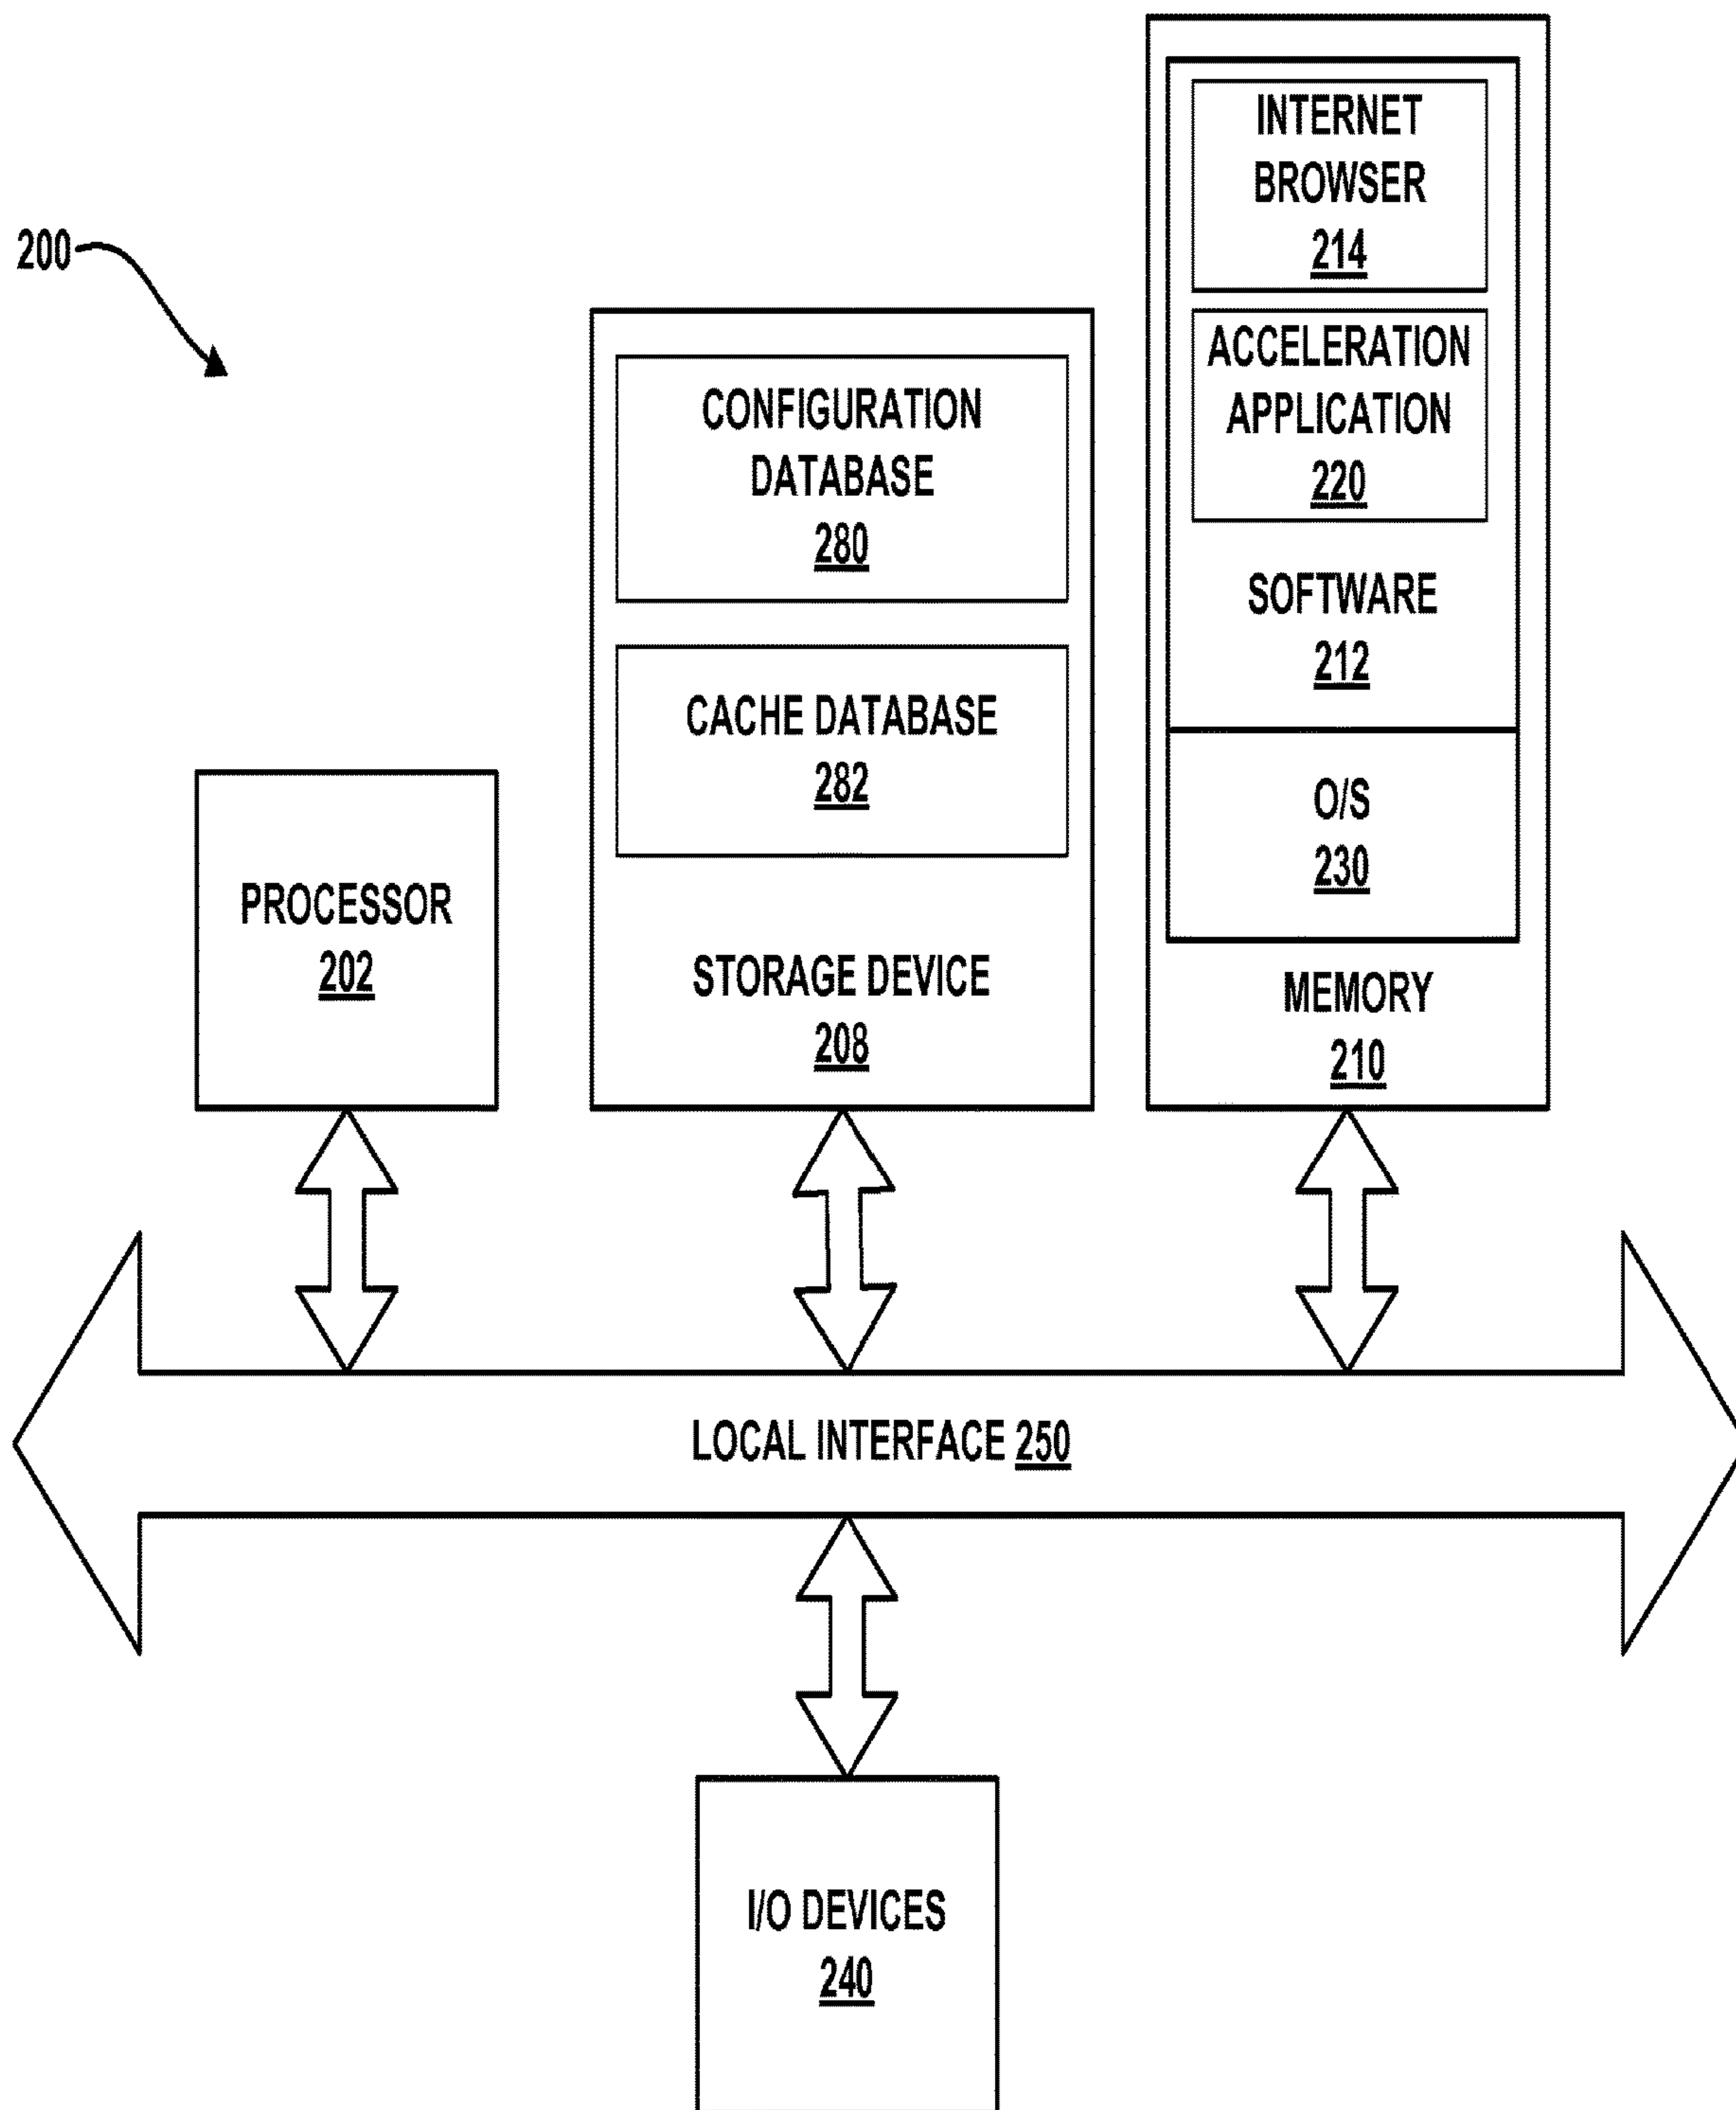 200
INTERNET
BROWSER
214
ACCELERATION
APPLICATION
220
SOFTWARE
212
O/S
230
MEMORY
210
CONFIGURATION
DATABASE
280
CACHE DATABASE
282
STORAGE DEVICE
208
PROCESSOR
202
LOCAL INTERFACE 250
I/O DEVICES
240